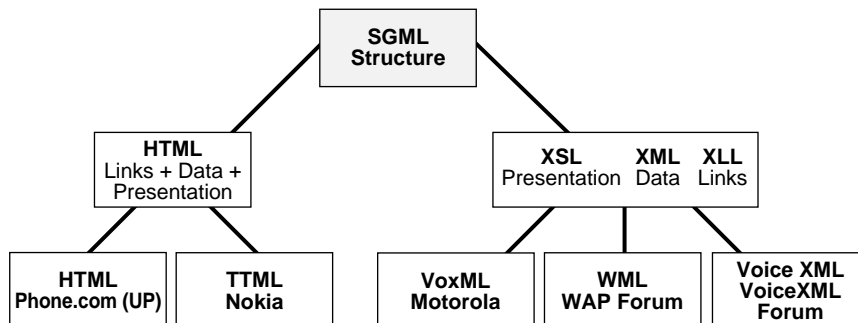 SGML
Structure
HTML
Links + Data +
Presentation
XSL XML XLL
Presentation Data Links
HTML
Phone.com (UP)
TTML
Nokia
VoxML
Motorola
WML
WAP Forum
Voice XML
VoiceXML
Forum